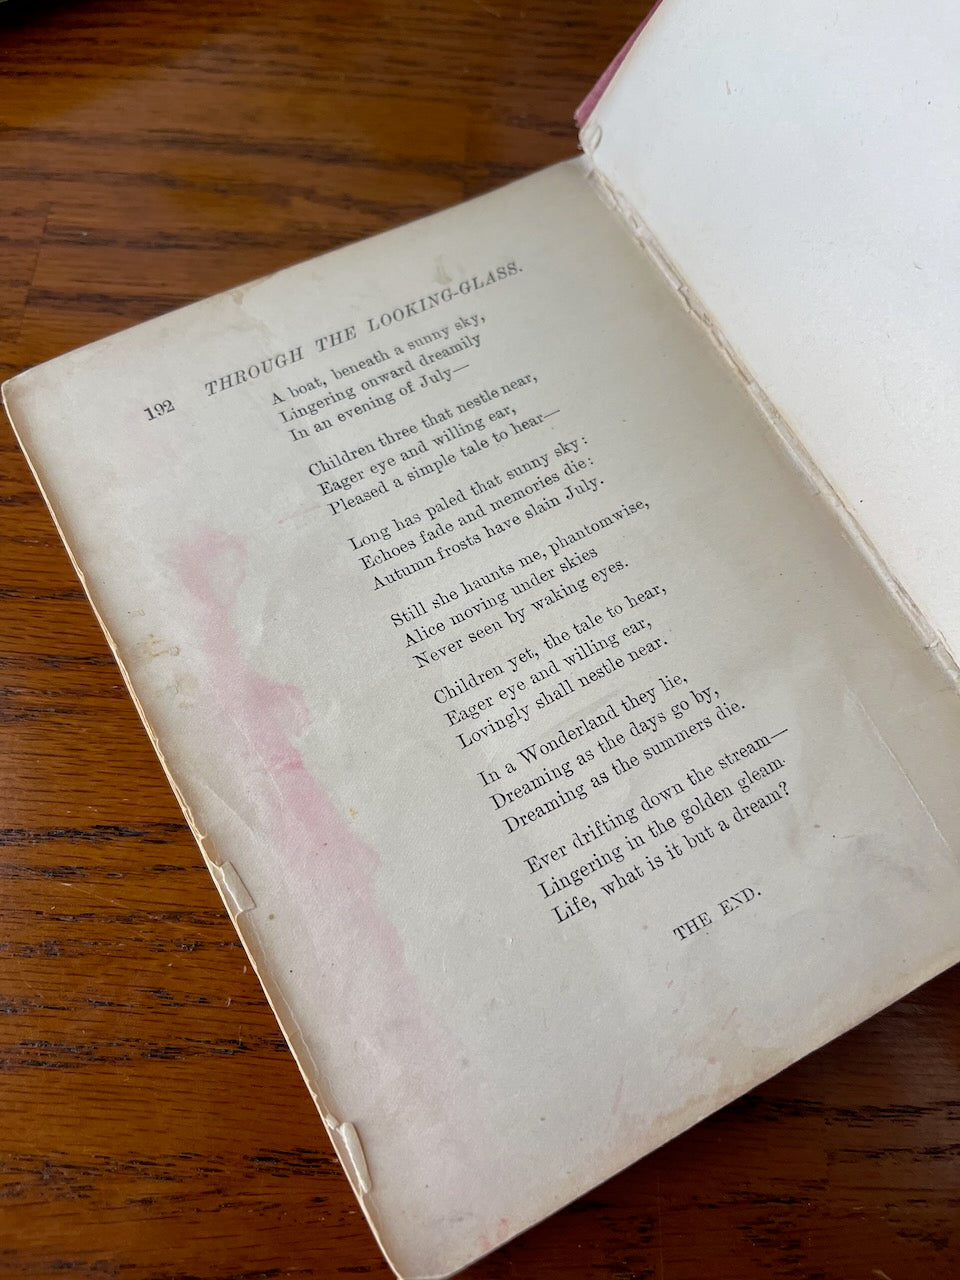 192 THROUGH THE LOOKING-GLASS.
A boat, beneath a sunny sky,
Lingering onward dreamily
In an evening of July—
Children three that nestle near,
Eager eye and willing ear,
Pleased a simple tale to hear—
Long has paled that sunny sky:
Echoes fade and memories die:
Autumn frosts have slain July.
Still she haunts me, phantomwise,
Alice moving under skies
Never seen by waking eyes.
Children yet, the tale to hear,
Eager eye and willing ear,
Lovingly shall nestle near.
In a Wonderland they lie,
Dreaming as the days go by,
Dreaming as the summers die.
Ever drifting down the stream—
Lingering in the golden gleam
Life, what is it but a dream?
THE END.